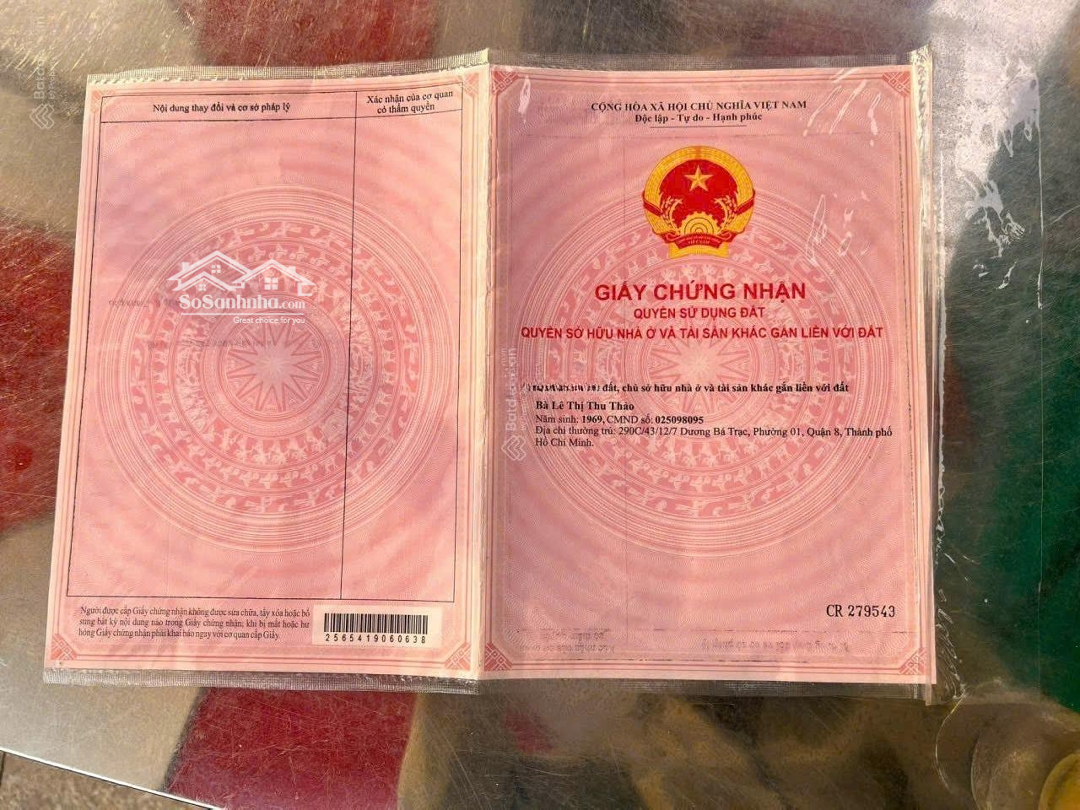 Nội dung thay đổi và cơ sở pháp lý
Xác nhận của cơ quan
có thẩm quyền
SoSanhnha.com
Great choice for you
Người được cấp Giấy chứng nhận không được sửa chữa, tẩy xóa hoặc bổ
sung bất kỳ nội dung nào trong Giấy chứng nhận; khi bị mất hoặc hư
hỏng Giấy chứng nhận phải khai báo ngay với cơ quan cấp Giấy.
2565419060638
CỘNG HÒA XÃ HỘI CHỦ NGHĨA VIỆT NAM
Độc lập - Tự do - Hạnh phúc
VIỆT NAM
GIẤY CHỨNG NHẬN
QUYỀN SỬ DỤNG ĐẤT
QUYỀN SỞ HỮU NHÀ Ở VÀ TÀI SẢN KHÁC GẮN LIỀN VỚI ĐẤT
đất, chủ sở hữu nhà ở và tài sản khác gắn liền với đất
Bà Lê Thị Thu Thảo
Năm sinh: 1969, CMND số: 025098095
Địa chỉ thường trú: 290C/43/12/7 Dương Bá Trạc, Phường 01, Quận 8, Thành phố
Hồ Chí Minh.
CR 279543